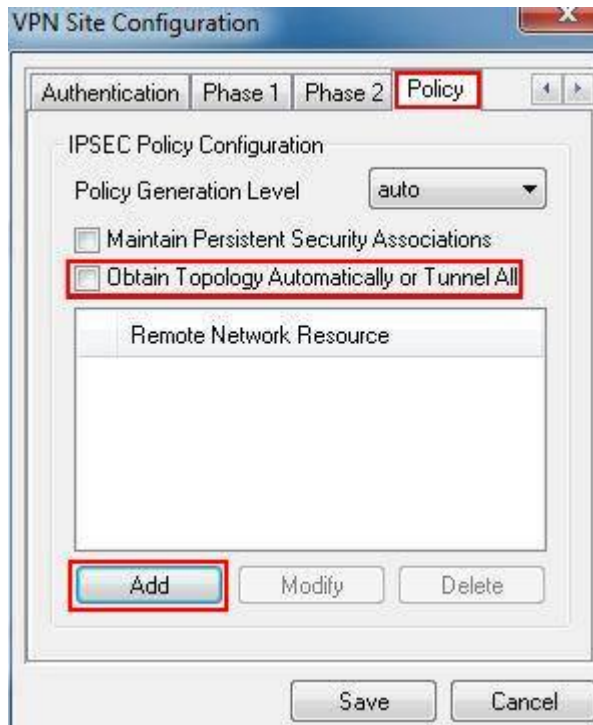 VPN Site Configuration
Authentication Phase 1 Phase 2 Policy
IPSEC Policy Configuration
Policy Generation Level auto
Maintain Persistent Security Associations
Obtain Topology Automatically or Tunnel All
Remote Network Resource
Add Modify Delete
Save Cancel